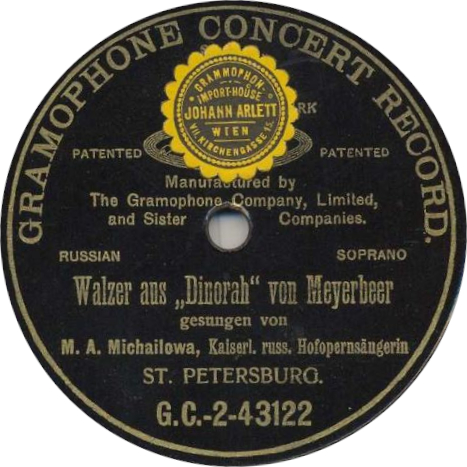 GRAMOPHONE CONCERT RECORD.
GRAMMOPHON-
IMPORT-HOUSE
JOHANN ARLETT
WIEN
VII. KIRCHENGASSE
RK
PATENTED PATENTED
Manufactured by
The Gramophone Company, Limited,
and Sister Companies.
RUSSIAN SOPRANO
Walzer aus „Dinorah“ von Meyerbeer
gesungen von
M. A. Michailowa, Kaiserl. russ. Hofopernsängerin
ST. PETERSBURG.
G.C.-2-43122